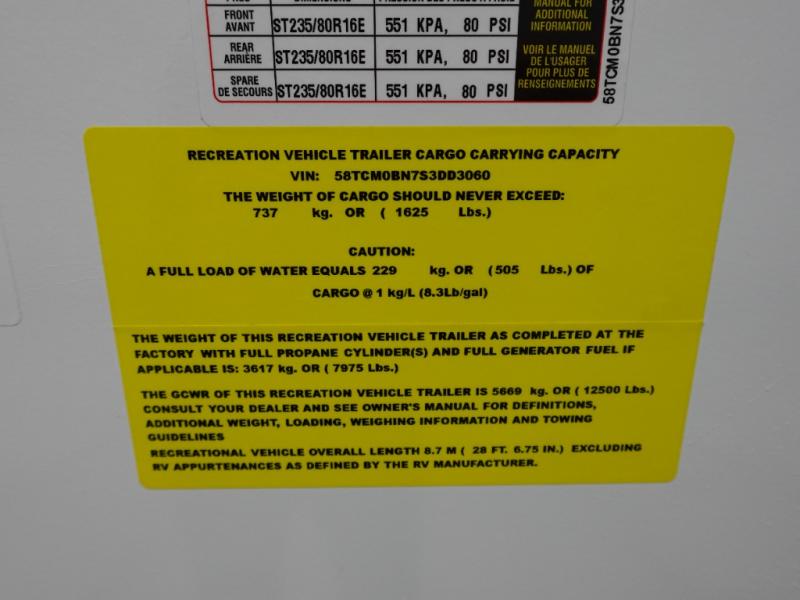 MANUAL FOR
ADDITIONAL
INFORMATION
FRONT
AVANT
ST235/80R16E 551 KPA, 80 PSI
REAR
ARRIÈRE
ST235/80R16E 551 KPA, 80 PSI
VOIR LE MANUEL
DE L'USAGER
POUR PLUS DE
RENSEIGNEMENTS
SPARE
DE SECOURS
ST235/80R16E 551 KPA, 80 PSI
58TCM0BN7S3
RECREATION VEHICLE TRAILER CARGO CARRYING CAPACITY
VIN: 58TCM0BN7S3DD3060
THE WEIGHT OF CARGO SHOULD NEVER EXCEED:
737 kg. OR ( 1625 Lbs.)
CAUTION:
A FULL LOAD OF WATER EQUALS 229 kg. OR (505 Lbs.) OF
CARGO @ 1 kg/L (8.3Lb/gal)
THE WEIGHT OF THIS RECREATION VEHICLE TRAILER AS COMPLETED AT THE
FACTORY WITH FULL PROPANE CYLINDER(S) AND FULL GENERATOR FUEL IF
APPLICABLE IS: 3617 kg. OR ( 7975 Lbs.)
THE GCWR OF THIS RECREATION VEHICLE TRAILER IS 5669 kg. OR ( 12500 Lbs.)
CONSULT YOUR DEALER AND SEE OWNER'S MANUAL FOR DEFINITIONS,
ADDITIONAL WEIGHT, LOADING, WEIGHING INFORMATION AND TOWING
GUIDELINES
RECREATIONAL VEHICLE OVERALL LENGTH 8.7 M ( 28 FT. 6.75 IN.) EXCLUDING
RV APPURTENANCES AS DEFINED BY THE RV MANUFACTURER.